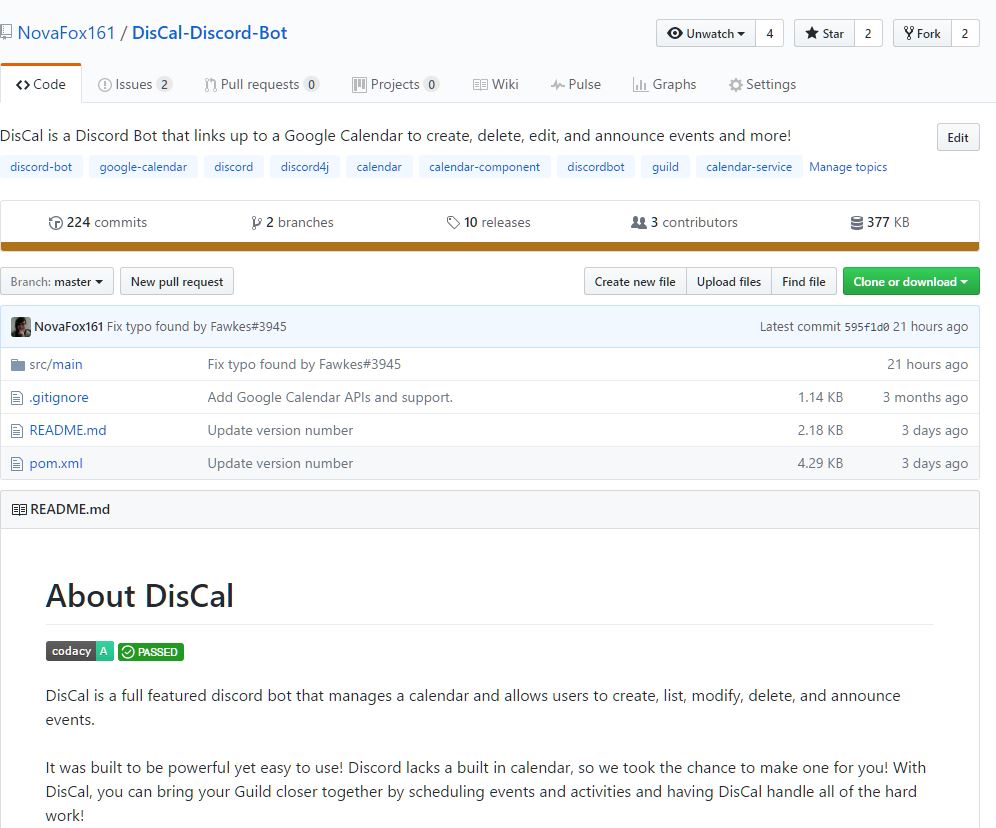 NovaFox161 / DisCal-Discord-Bot
Unwatch 4 Star 2 Fork 2
Code Issues 2 Pull requests 0 Projects 0 Wiki Pulse Graphs Settings
DisCal is a Discord Bot that links up to a Google Calendar to create, delete, edit, and announce events and more! Edit
discord-bot google-calendar discord discord4j calendar calendar-component discordbot guild calendar-service Manage topics
224 commits 2 branches 10 releases 3 contributors 377 KB
Branch: master New pull request Create new file Upload files Find file Clone or download
NovaFox161 Fix typo found by Fawkes#3945 Latest commit 595f1d0 21 hours ago
src/main Fix typo found by Fawkes#3945 21 hours ago
.gitignore Add Google Calendar APIs and support. 1.14 KB 3 months ago
README.md Update version number 2.18 KB 3 days ago
pom.xml Update version number 4.29 KB 3 days ago
README.md
About DisCal
codacy A PASSED
DisCal is a full featured discord bot that manages a calendar and allows users to create, list, modify, delete, and announce
events.
It was built to be powerful yet easy to use! Discord lacks a built in calendar, so we took the chance to make one for you! With
DisCal, you can bring your Guild closer together by scheduling events and activities and having DisCal handle all of the hard
work!